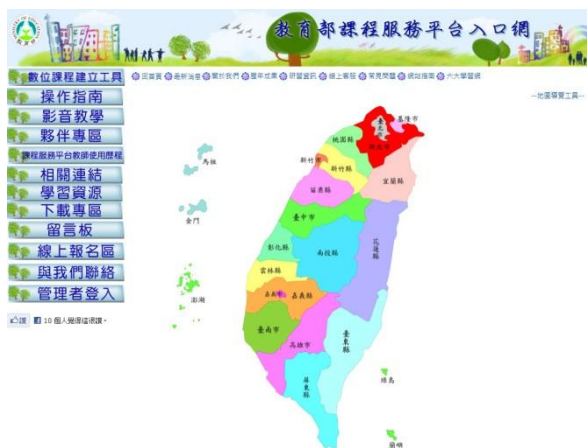 教育部課程服務平台入口網
數位課程建立工具
回首頁 最新消息 關於我們 歷年成果 研習資訊 線上客服 常見問題 網站指南 六大學習網
操作指南
影音教學
夥伴專區
課程服務平台教師使用歷程
相關連結
學習資源
下載專區
留言板
線上報名區
與我們聯絡
管理者登入
讚 10 個人覺得這很讚。
--地圖導覽工具--
基隆市
臺北市
新北市
桃園縣
馬祖
新竹市
新竹縣
宜蘭縣
苗栗縣
金門
臺中市
花蓮縣
彰化縣
南投縣
雲林縣
澎湖
嘉義市
嘉義縣
臺南市
高雄市
臺東縣
屏東縣
綠島
蘭嶼